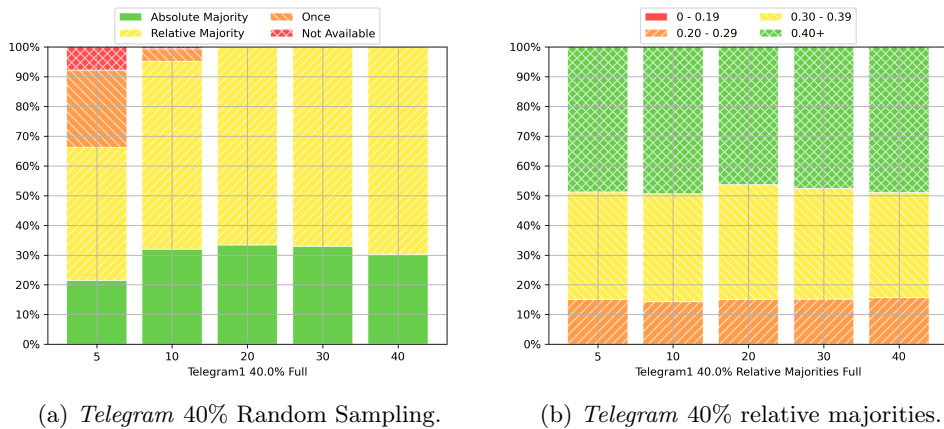 Absolute Majority
Relative Majority
Once
Not Available
100%
90%
80%
70%
60%
50%
40%
30%
20%
10%
0%
5 10 20 30 40
Telegram1 40.0% Full
(a) Telegram 40% Random Sampling.
0 - 0.19
0.20 - 0.29
0.30 - 0.39
0.40+
100%
90%
80%
70%
60%
50%
40%
30%
20%
10%
0%
5 10 20 30 40
Telegram1 40.0% Relative Majorities Full
(b) Telegram 40% relative majorities.